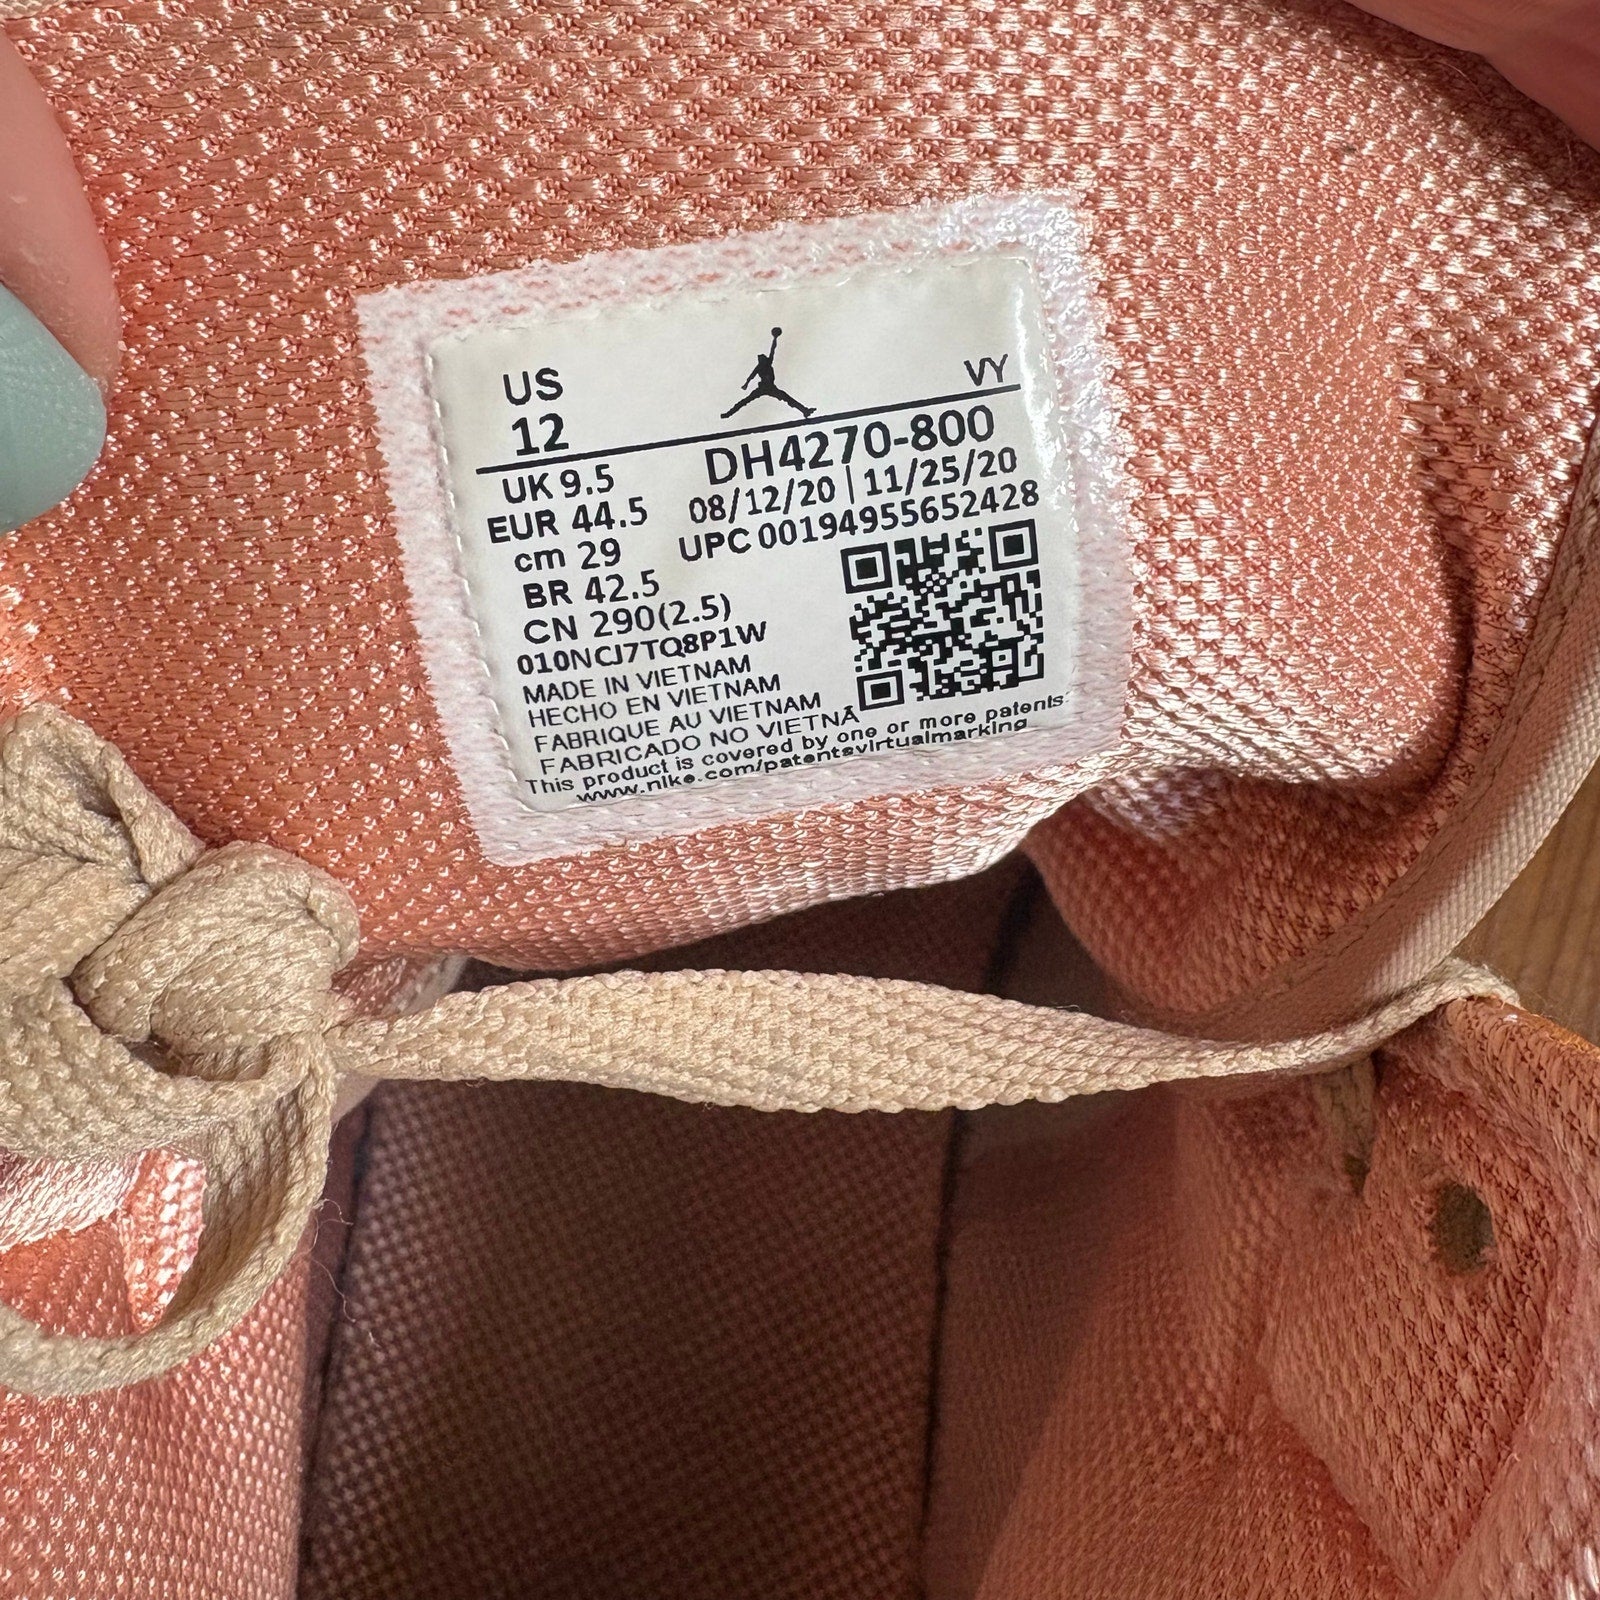 US
12
VY
UK 9.5
EUR 44.5
cm 29
BR 42.5
CN 290(2.5)
DH4270-800
08/12/20 | 11/25/20
UPC 00194955652428
010NCJ7TQ8P1W
MADE IN VIETNAM
HECHO EN VIETNAM
FABRIQUE AU VIETNAM
FABRICADO NO VIETNÃ
This product is covered by one or more patents:
www.nike.com/patentsvirtualmarking